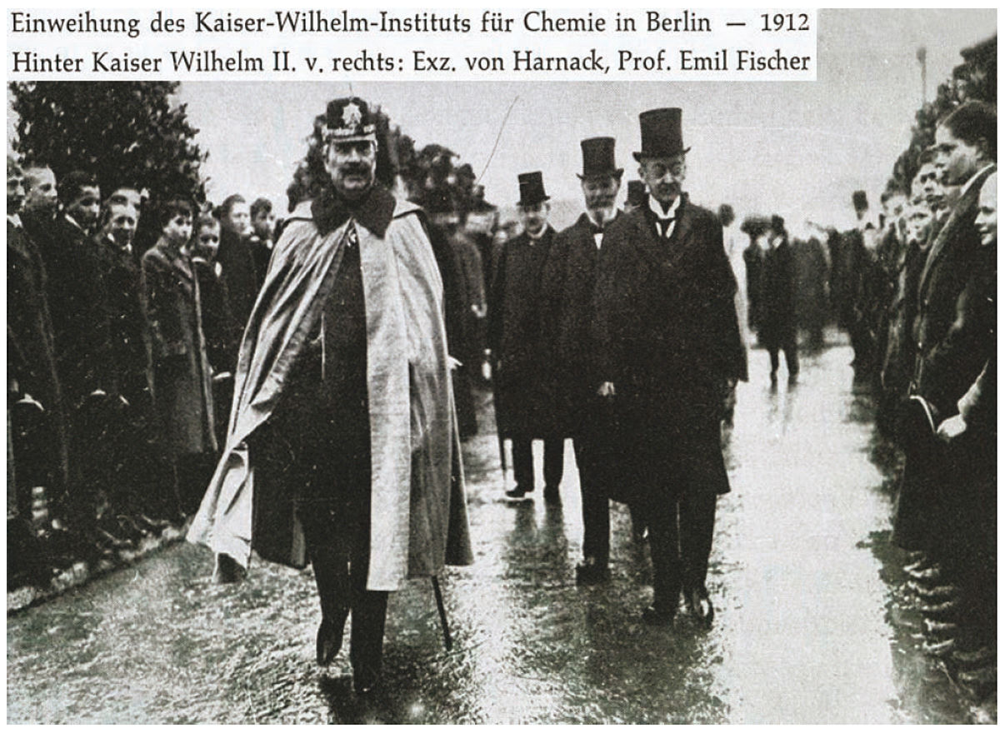 Einweihung des Kaiser-Wilhelm-Instituts für Chemie in Berlin — 1912
Hinter Kaiser Wilhelm II. v. rechts: Exz. von Harnack, Prof. Emil Fischer